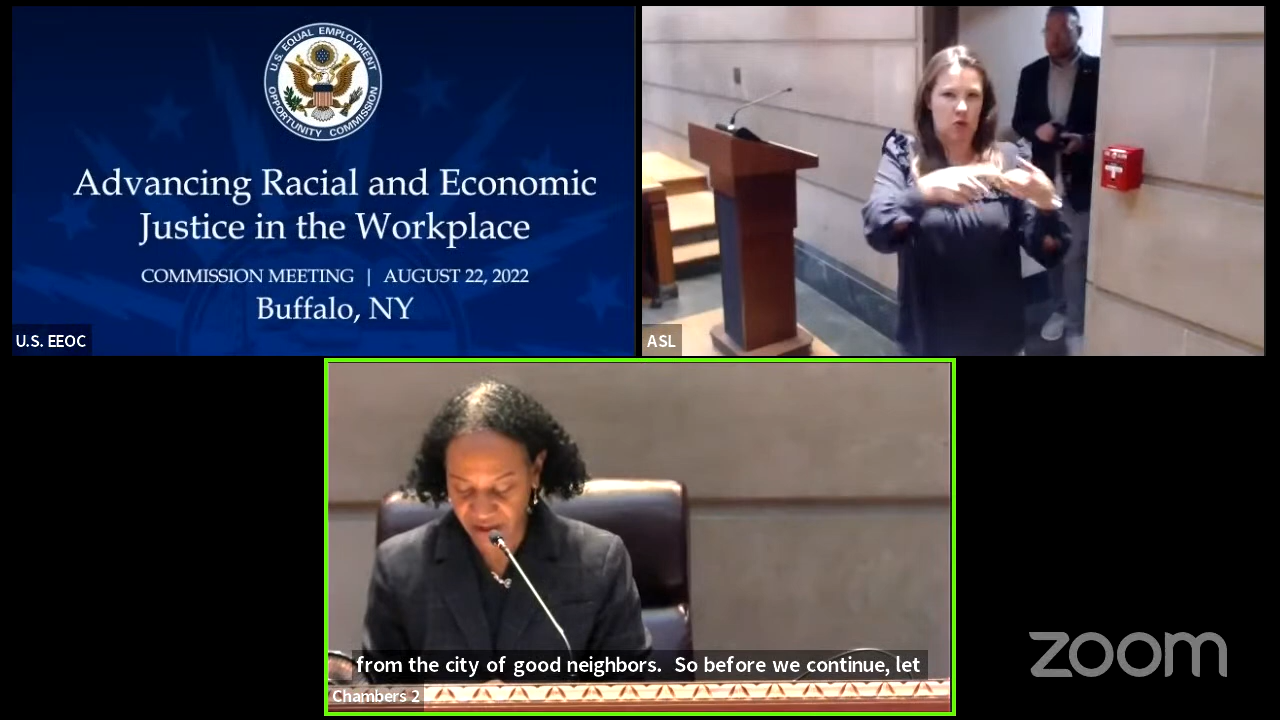 U.S. EQUAL EMPLOYMENT
OPPORTUNITY COMMISSION
Advancing Racial and Economic
Justice in the Workplace
COMMISSION MEETING | AUGUST 22, 2022
Buffalo, NY
U.S. EEOC
ASL
from the city of good neighbors. So before we continue, let
Chambers 2
zoom